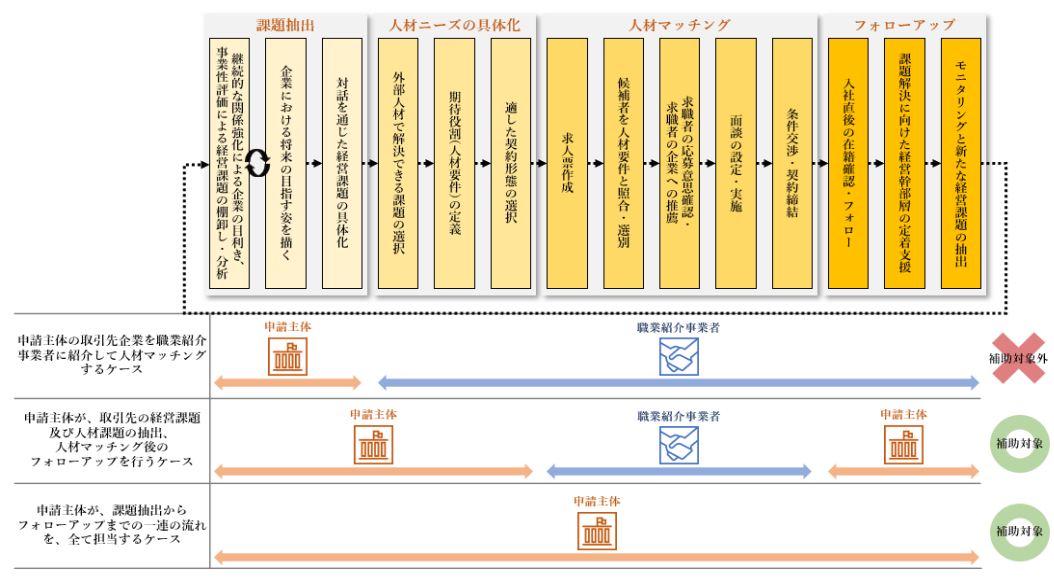 課題抽出
人材ニーズの具体化
人材マッチング
フォローアップ
継続的な関係強化による企業の目利き、
事業性評価による経営課題の棚卸し・分析
企業における将来の目指す姿を描く
対話を通じた経営課題の具体化
外部人材で解決できる課題の選択
期待役割(人材要件)の定義
適した契約形態の選択
求人票作成
候補者を人材要件と照合・選別
求職者の応募意思確認・
求職者の企業への推薦
面談の設定・実施
条件交渉・契約締結
入社直後の在籍確認・フォロー
課題解決に向けた経営幹部層の定着支援
モニタリングと新たな経営課題の抽出
申請主体の取引先企業を職業紹介
事業者に紹介して人材マッチング
するケース
申請主体
職業紹介事業者
補助対象外
申請主体が、取引先の経営課題
及び人材課題の抽出、
人材マッチング後の
フォローアップを行うケース
申請主体
職業紹介事業者
申請主体
補助対象
申請主体が、課題抽出から
フォローアップまでの一連の流れ
を、全て担当するケース
申請主体
補助対象